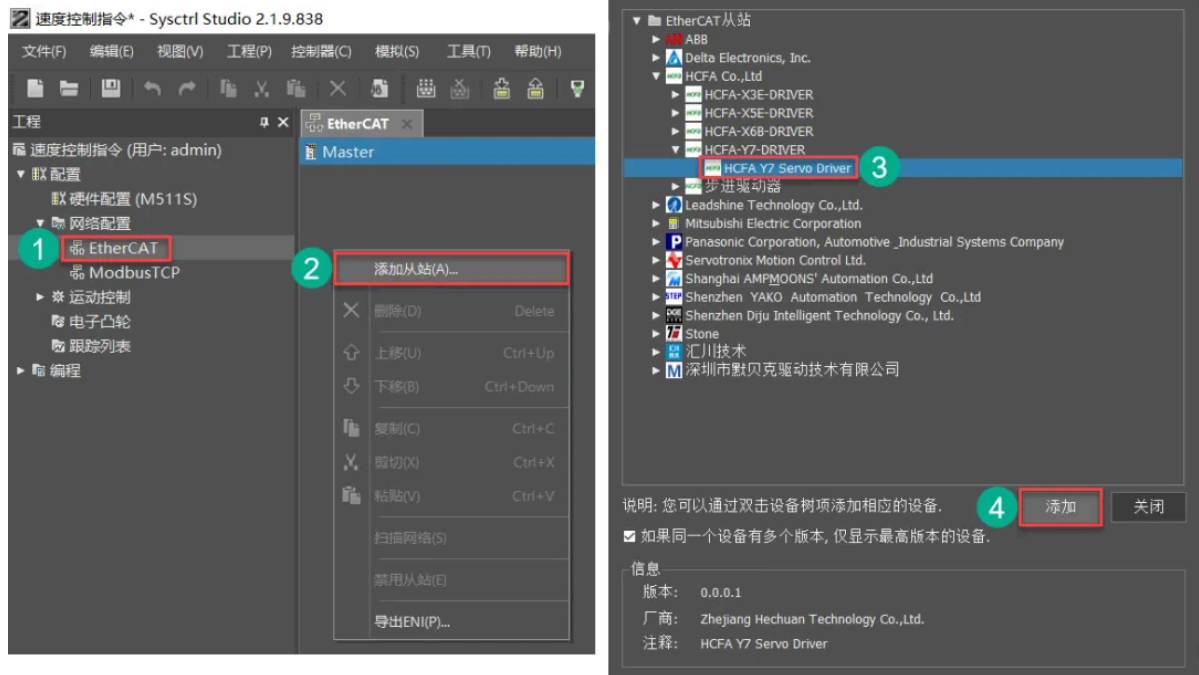 速度控制指令* - Sysctrl Studio 2.1.9.838
文件(F) 编辑(E) 视图(V) 工程(P) 控制器(C) 模拟(S) 工具(T) 帮助(H)
工程
速度控制指令 (用户: admin)
配置
硬件配置 (M511S)
网络配置
1 EtherCAT
ModbusTCP
运动控制
电子凸轮
跟踪列表
编程
EtherCAT
Master
2 添加从站(A)...
删除(D) Delete
上移(U) Ctrl+Up
下移(B) Ctrl+Down
复制(C) Ctrl+C
剪切(X) Ctrl+X
粘贴(V) Ctrl+V
扫描网络(S)
禁用从站(E)
导出ENI(P)...
EtherCAT从站
ABB ABB
Delta Electronics, Inc.
HCFA Co.,Ltd
HCFA-X3E-DRIVER
HCFA-X5E-DRIVER
HCFA-X6B-DRIVER
HCFA-Y7-DRIVER
HCFA Y7 Servo Driver 3
步进驱动器
Leadshine Technology Co.,Ltd.
Mitsubishi Electric Corporation
Panasonic Corporation, Automotive _Industrial Systems Company
Servotronix Motion Control Ltd.
Shanghai AMPMOONS' Automation Co.,Ltd
STEP Shenzhen YAKO Automation Technology Co.,Ltd
Shenzhen Diju Intelligent Technology Co., Ltd.
Stone
汇川技术
深圳市默贝克驱动技术有限公司
说明: 您可以通过双击设备树项添加相应的设备. 4 添加 关闭
如果同一个设备有多个版本, 仅显示最高版本的设备.
信息
版本: 0.0.0.1
厂商: Zhejiang Hechuan Technology Co.,Ltd.
注释: HCFA Y7 Servo Driver